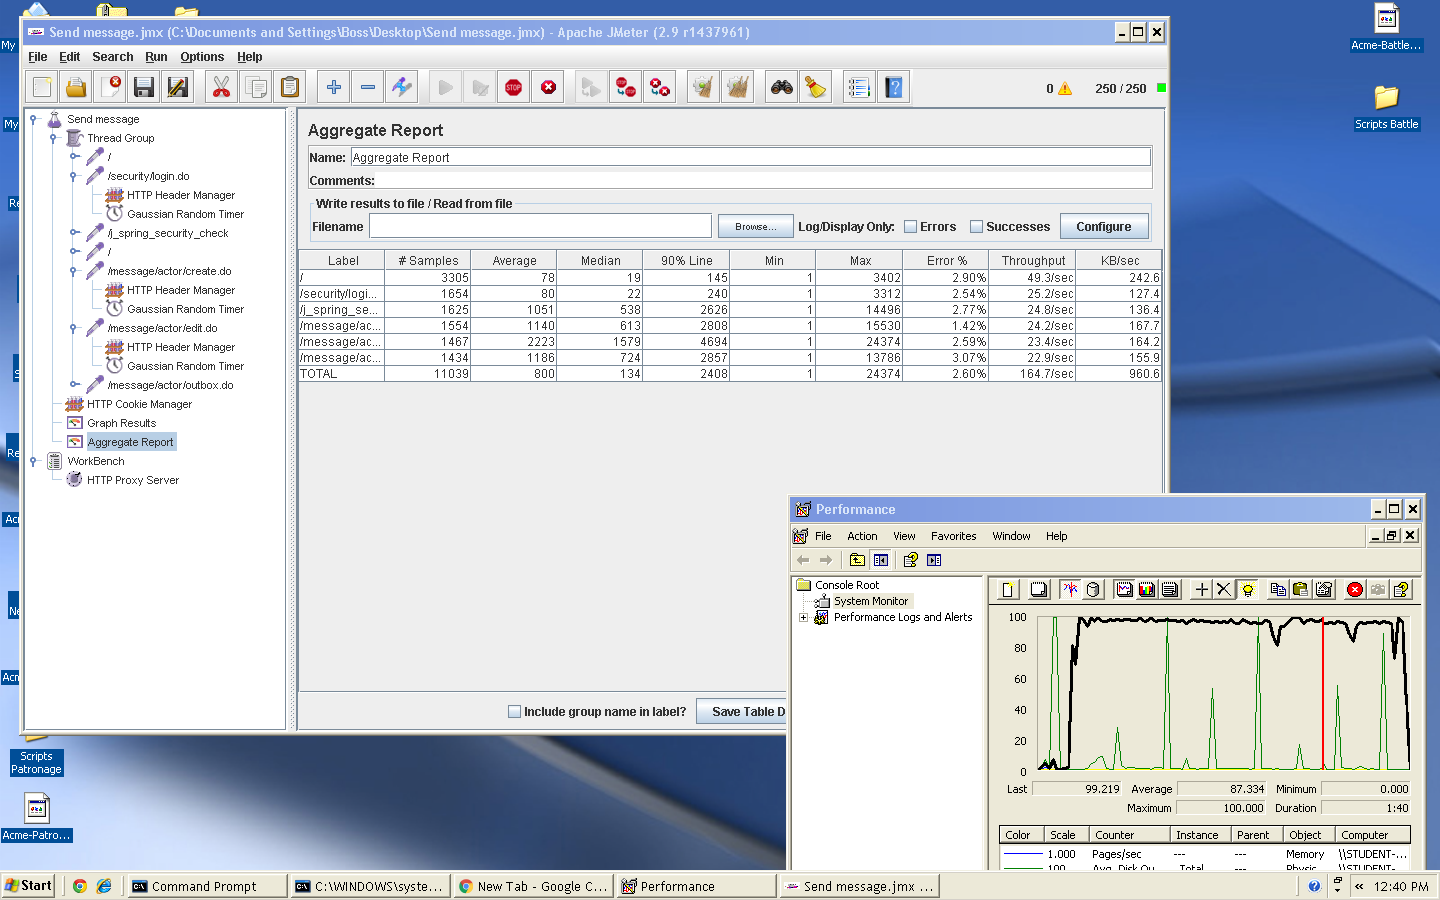 Send message.jmx (C:\Documents and Settings\Boss\Desktop\Send message.jmx) - Apache JMeter (2.9 r1437961)
File Edit Search Run Options Help
STOP
0
250 / 250
Send message
Thread Group
/
/security/login.do
HTTP Header Manager
Gaussian Random Timer
/j_spring_security_check
/
/message/actor/create.do
HTTP Header Manager
Gaussian Random Timer
/message/actor/edit.do
HTTP Header Manager
Gaussian Random Timer
/message/actor/outbox.do
HTTP Cookie Manager
Graph Results
Aggregate Report
WorkBench
HTTP Proxy Server
Aggregate Report
Name: Aggregate Report
Comments:
Write results to file / Read from file
Filename Browse... Log/Display Only: Errors Successes Configure
Label # Samples Average Median 90% Line Min Max Error % Throughput KB/sec
/ 3305 78 19 145 1 3402 2.90% 49.3/sec 242.6
/security/logi... 1654 80 22 240 1 3312 2.54% 25.2/sec 127.4
/j_spring_se... 1625 1051 538 2626 1 14496 2.77% 24.8/sec 136.4
/message/ac... 1554 1140 613 2808 1 15530 1.42% 24.2/sec 167.7
/message/ac... 1467 2223 1579 4694 1 24374 2.59% 23.4/sec 164.2
/message/ac... 1434 1186 724 2857 1 13786 3.07% 22.9/sec 155.9
TOTAL 11039 800 134 2408 1 24374 2.60% 164.7/sec 960.6
Include group name in label? Save Table D
Performance
File Action View Favorites Window Help
Console Root
System Monitor
Performance Logs and Alerts
100
80
60
40
20
0
Last 99.219 Average 87.334 Minimum 0.000
Maximum 100.000 Duration 1:40
Color Scale Counter Instance Parent Object Computer
1.000 Pages/sec --- --- Memory \\STUDENT-...
100 Avg. Disk Qu Total --- Physic \\STUDENT-
My
My
Re
S
Re
Acı
Ne
Acı
Scripts
Patronage
Acme-Patro...
Acme-Battle...
Scripts Battle
Start Command Prompt C:\WINDOWS\syste... New Tab - Google C... Performance Send message.jmx ... « 12:40 PM